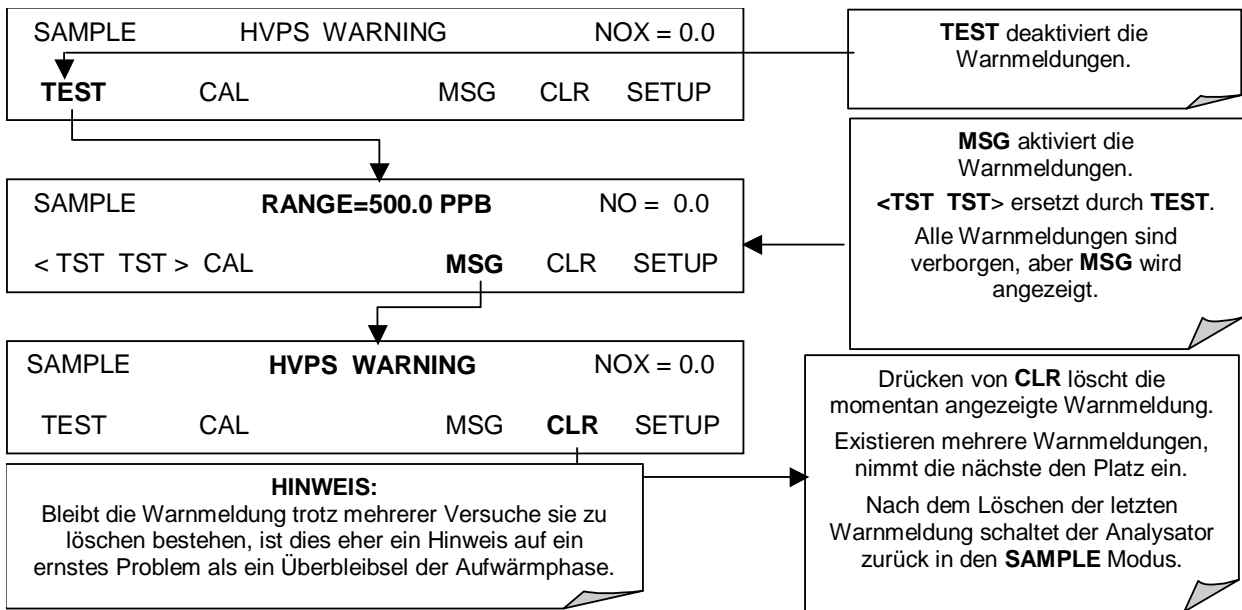 SAMPLE HVPS WARNING NOX = 0.0
TEST CAL MSG CLR SETUP
TEST deaktiviert die
Warnmeldungen.
SAMPLE RANGE=500.0 PPB NO = 0.0
< TST TST > CAL MSG CLR SETUP
MSG aktiviert die
Warnmeldungen.
<TST TST> ersetzt durch TEST.
Alle Warnmeldungen sind
verborgen, aber MSG wird
angezeigt.
SAMPLE HVPS WARNING NOX = 0.0
TEST CAL MSG CLR SETUP
HINWEIS:
Bleibt die Warnmeldung trotz mehrerer Versuche sie zu
löschen bestehen, ist dies eher ein Hinweis auf ein
ernstes Problem als ein Überbleibsel der Aufwärmphase.
Drücken von CLR löscht die
momentan angezeigte Warnmeldung.
Existieren mehrere Warnmeldungen,
nimmt die nächste den Platz ein.
Nach dem Löschen der letzten
Warnmeldung schaltet der Analysator
zurück in den SAMPLE Modus.